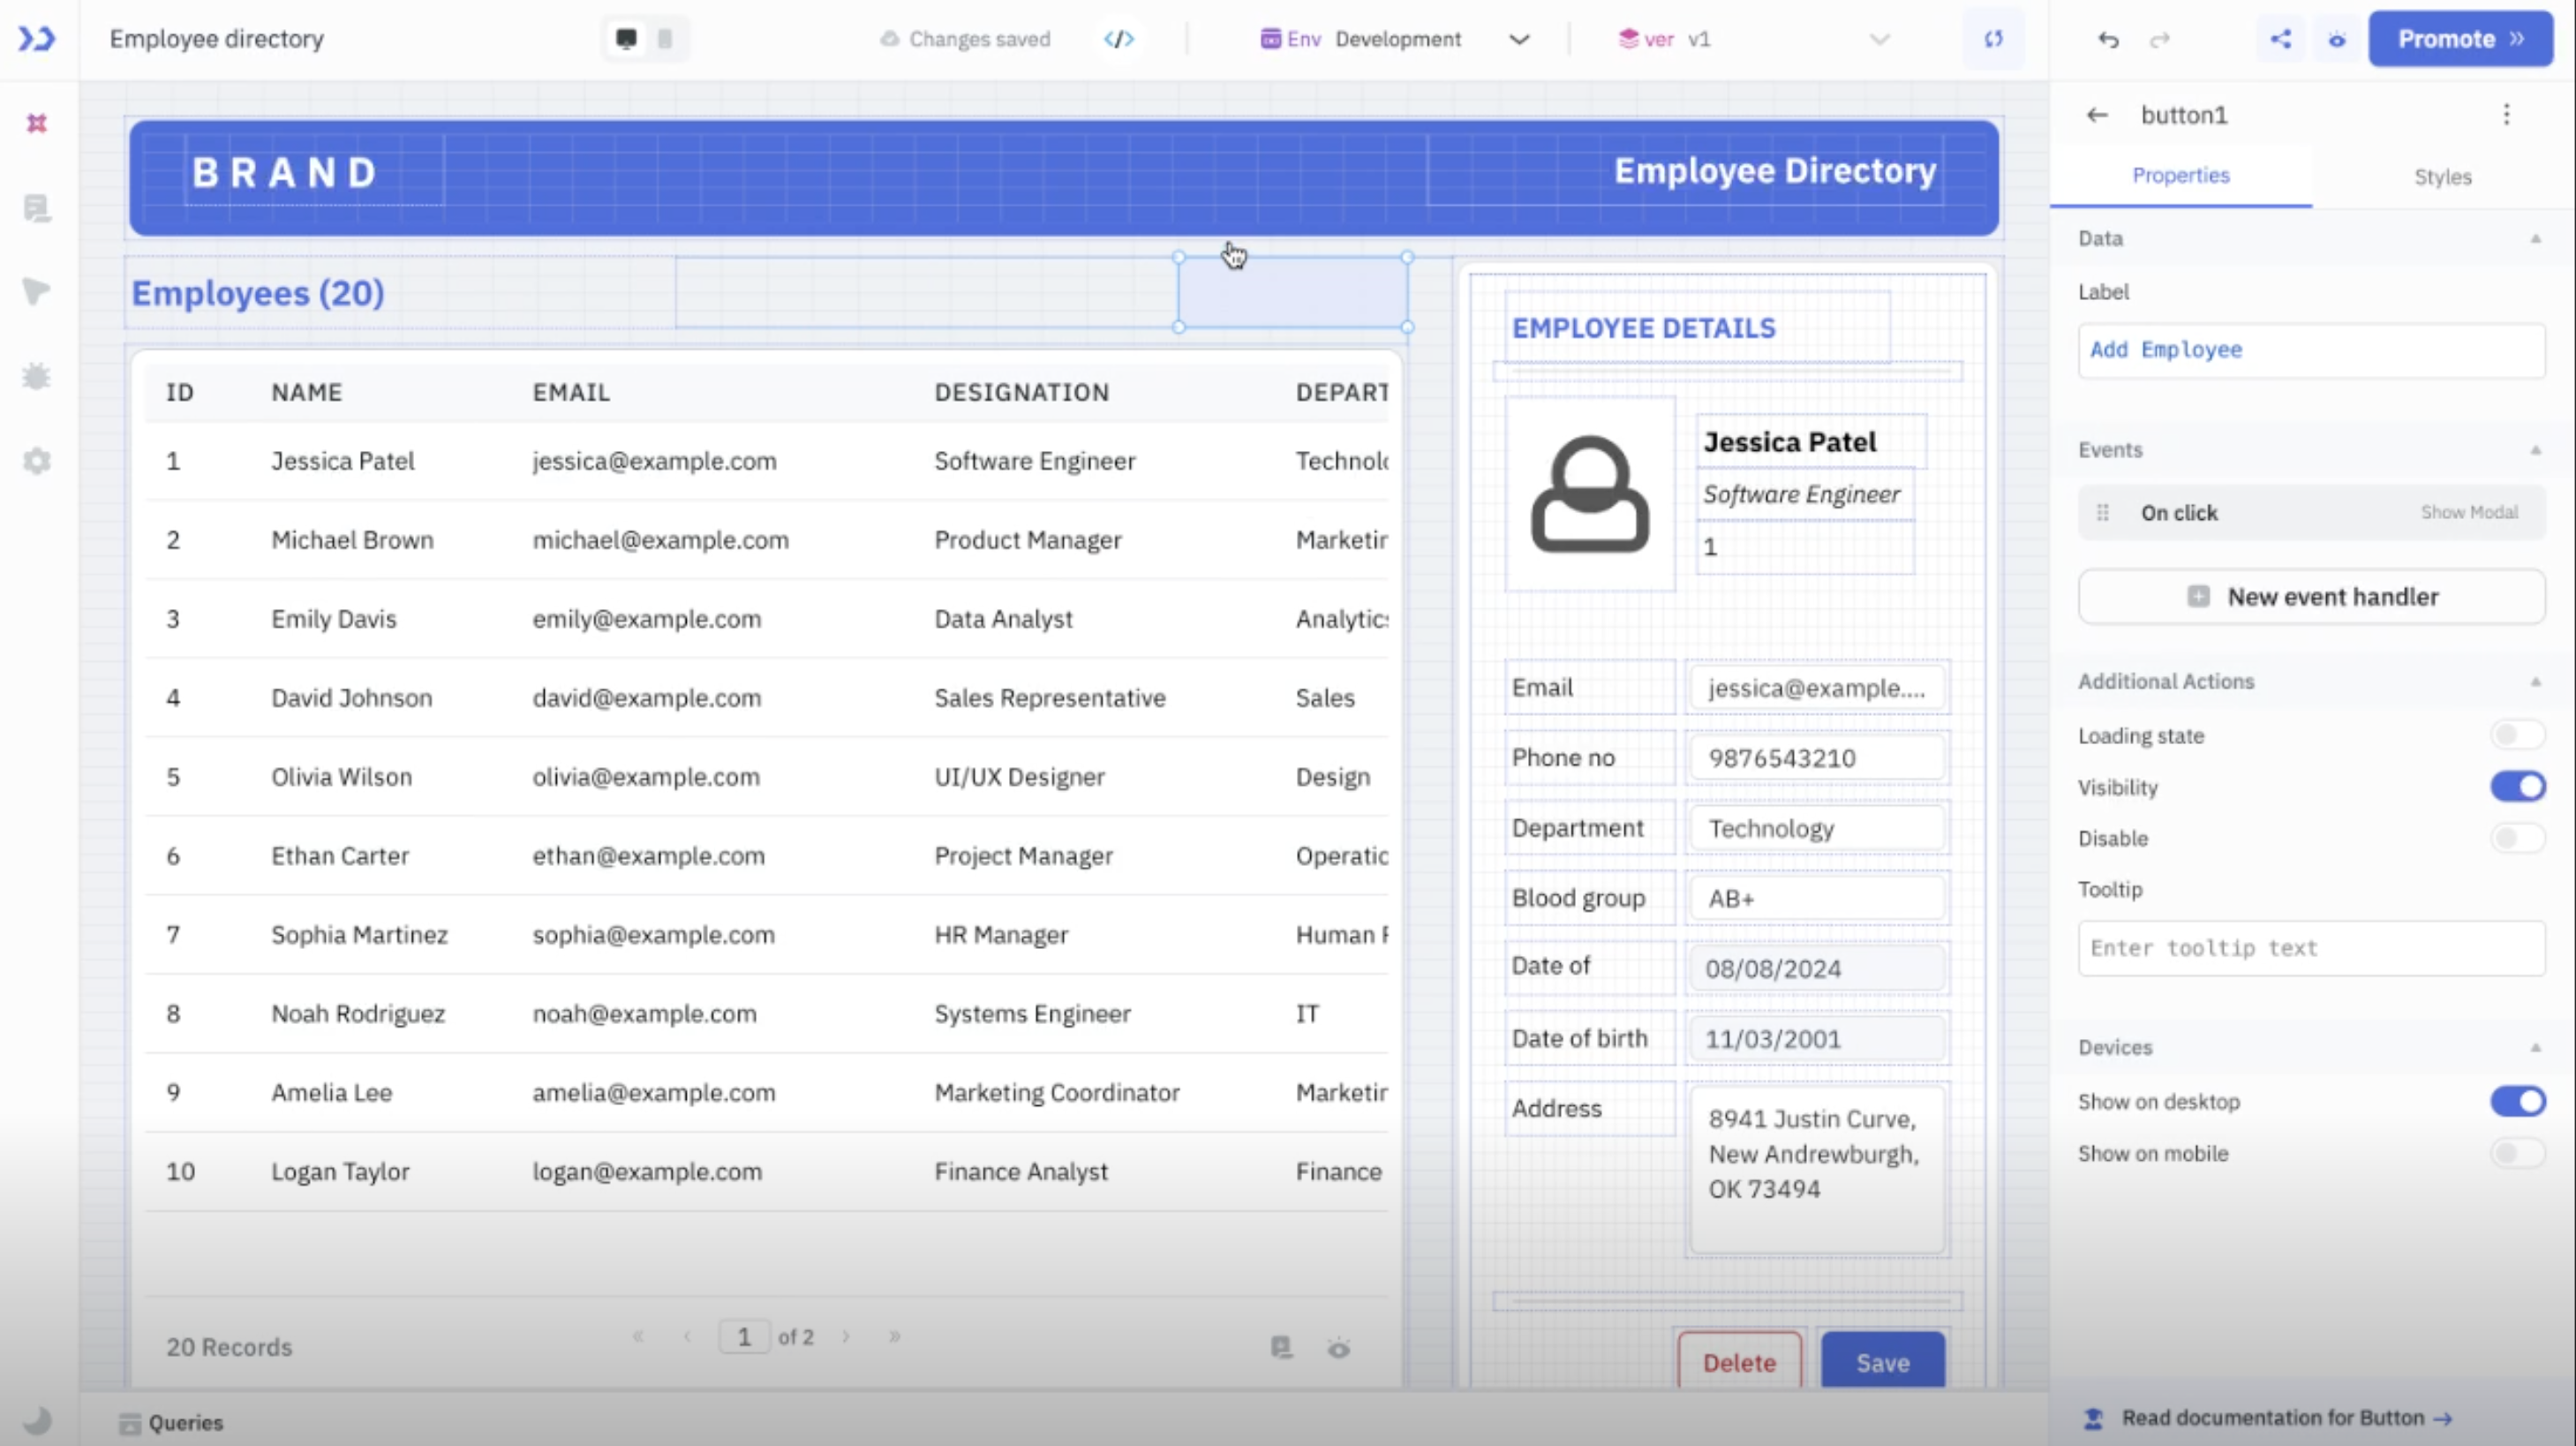 Employee directory
Changes saved
Env Development
ver v1
Promote
BRAND
Employee Directory
Employees (20)
ID NAME EMAIL DESIGNATION DEPART
1 Jessica Patel jessica@example.com Software Engineer Technolo
2 Michael Brown michael@example.com Product Manager Marketin
3 Emily Davis emily@example.com Data Analyst Analytics
4 David Johnson david@example.com Sales Representative Sales
5 Olivia Wilson olivia@example.com UI/UX Designer Design
6 Ethan Carter ethan@example.com Project Manager Operatio
7 Sophia Martinez sophia@example.com HR Manager Human R
8 Noah Rodriguez noah@example.com Systems Engineer IT
9 Amelia Lee amelia@example.com Marketing Coordinator Marketin
10 Logan Taylor logan@example.com Finance Analyst Finance
20 Records
« ‹ 1 of 2 › »
EMPLOYEE DETAILS
Jessica Patel
Software Engineer
1
Email jessica@example....
Phone no 9876543210
Department Technology
Blood group AB+
Date of 08/08/2024
Date of birth 11/03/2001
Address 8941 Justin Curve,
New Andrewburgh,
OK 73494
Delete Save
button1
Properties Styles
Data
Label
Add Employee
Events
On click Show Modal
New event handler
Additional Actions
Loading state
Visibility
Disable
Tooltip
Enter tooltip text
Devices
Show on desktop
Show on mobile
Queries
Read documentation for Button →